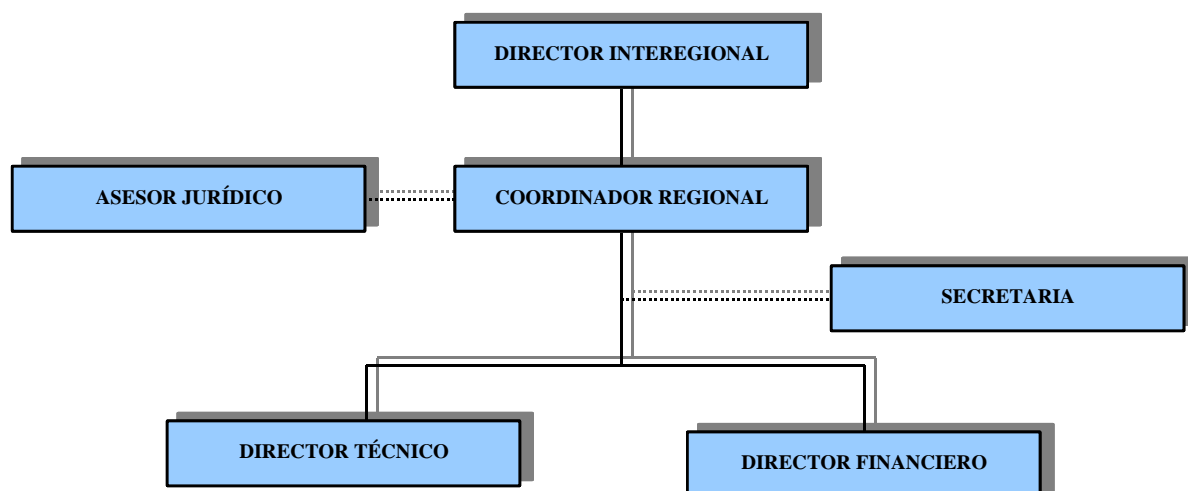 DIRECTOR INTEREGIONAL
ASESOR JURÍDICO
COORDINADOR REGIONAL
SECRETARIA
DIRECTOR TÉCNICO
DIRECTOR FINANCIERO